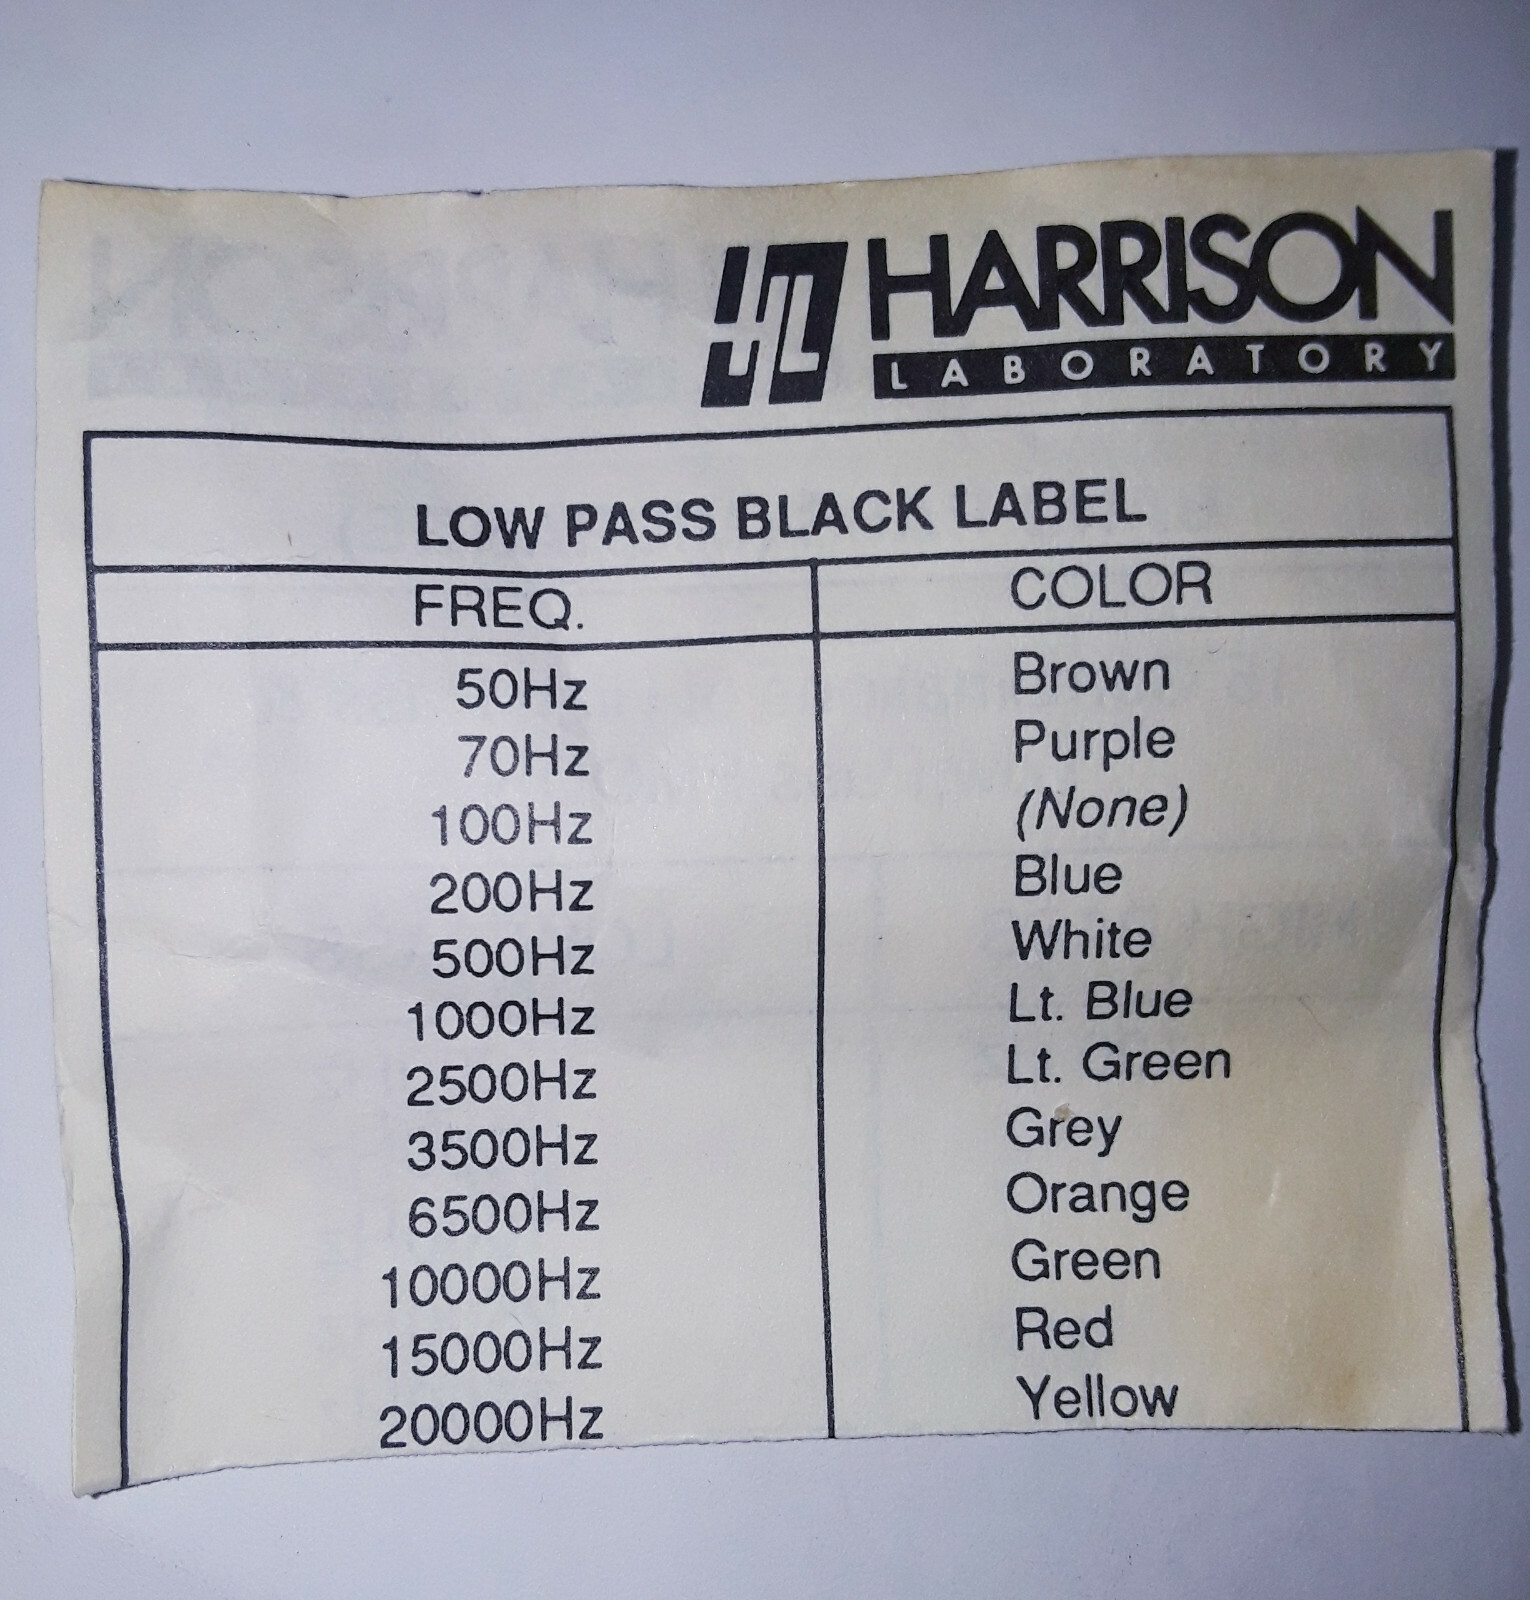 HL HARRISON
LABORATORY
LOW PASS BLACK LABEL
FREQ. COLOR
50Hz Brown
70Hz Purple
100Hz (None)
200Hz Blue
500Hz White
1000Hz Lt. Blue
2500Hz Lt. Green
3500Hz Grey
6500Hz Orange
10000Hz Green
15000Hz Red
20000Hz Yellow